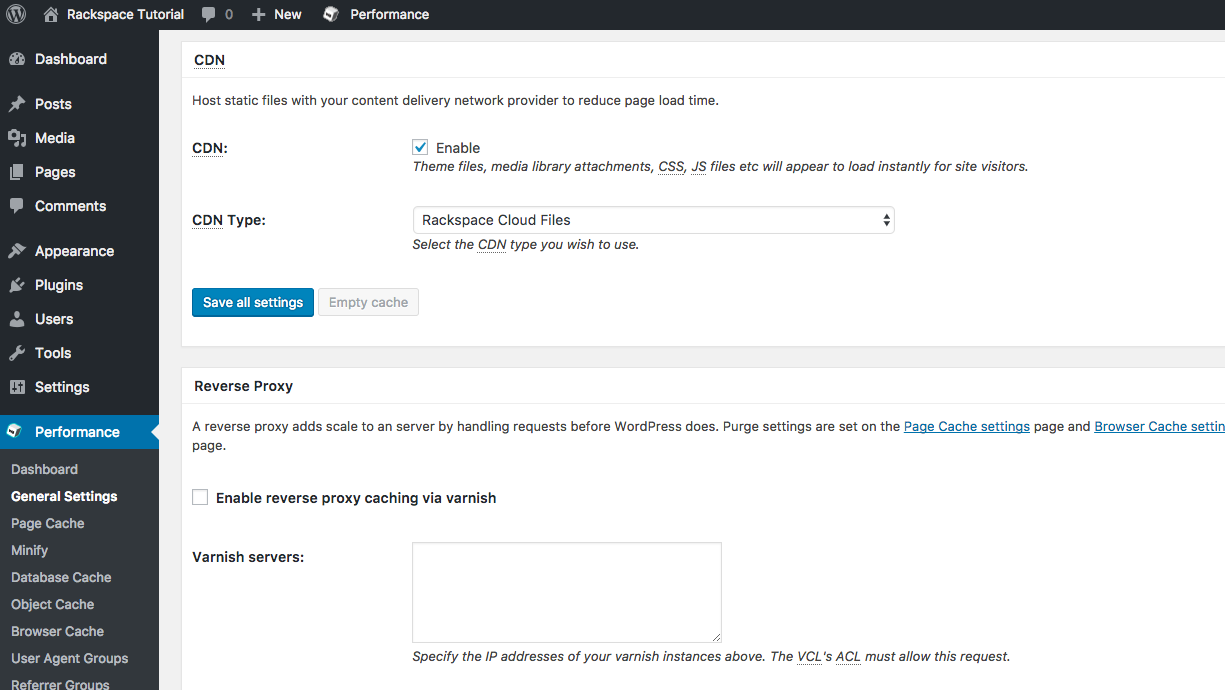 Rackspace Tutorial 0 New Performance
Dashboard
Posts
Media
Pages
Comments
Appearance
Plugins
Users
Tools
Settings
Performance
Dashboard
General Settings
Page Cache
Minify
Database Cache
Object Cache
Browser Cache
User Agent Groups
Referrer Groups
CDN
Host static files with your content delivery network provider to reduce page load time.
CDN: Enable
Theme files, media library attachments, CSS, JS files etc will appear to load instantly for site visitors.
CDN Type: Rackspace Cloud Files
Select the CDN type you wish to use.
Save all settings Empty cache
Reverse Proxy
A reverse proxy adds scale to an server by handling requests before WordPress does. Purge settings are set on the Page Cache settings page and Browser Cache settin
page.
Enable reverse proxy caching via varnish
Varnish servers:
Specify the IP addresses of your varnish instances above. The VCL's ACL must allow this request.